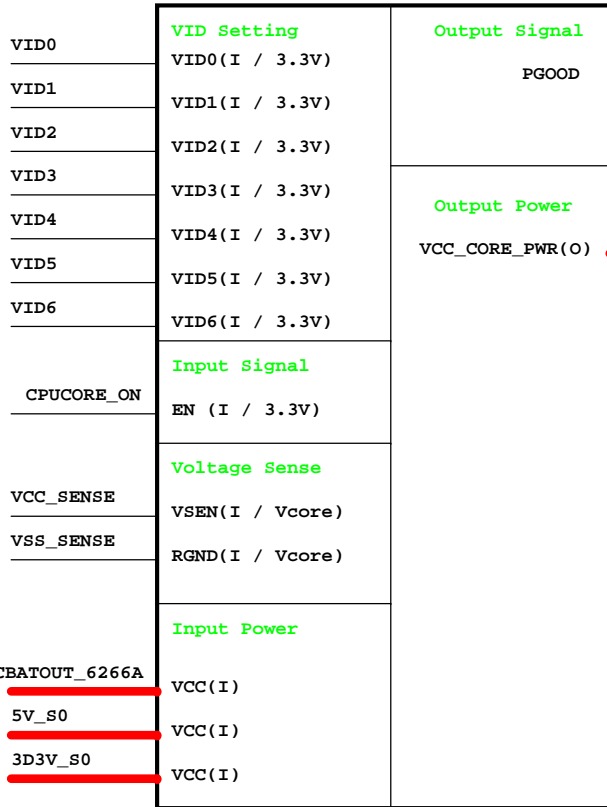 VID Setting
VID0
VID0(I / 3.3V)
VID1
VID1(I / 3.3V)
VID2
VID2(I / 3.3V)
VID3
VID3(I / 3.3V)
VID4
VID4(I / 3.3V)
VID5
VID5(I / 3.3V)
VID6
VID6(I / 3.3V)
Input Signal
CPUCORE_ON
EN (I / 3.3V)
Voltage Sense
VCC_SENSE
VSEN(I / Vcore)
VSS_SENSE
RGND(I / Vcore)
Input Power
CBATOUT_6266A
VCC(I)
5V_S0
VCC(I)
3D3V_S0
VCC(I)
Output Signal
PGOOD
Output Power
VCC_CORE_PWR(O)